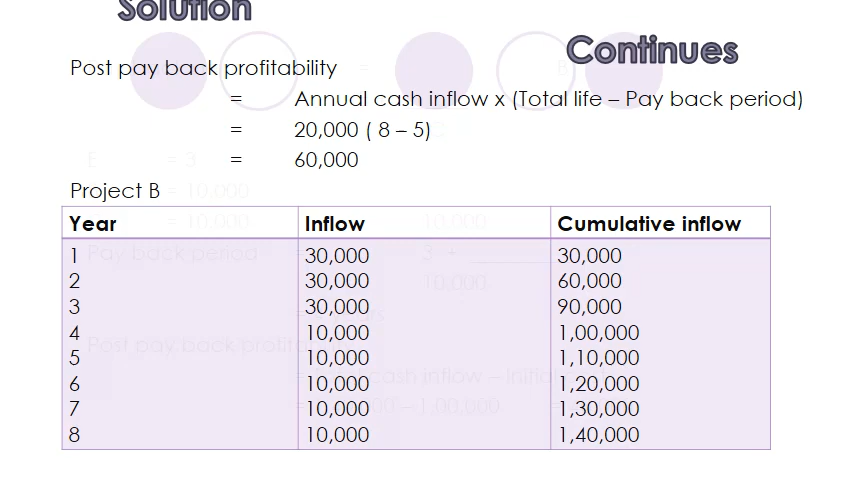 Solution
Continues
Post pay back profitability
= Annual cash inflow x (Total life – Pay back period)
= 20,000 ( 8 – 5)
= 60,000
Project B
Year Inflow Cumulative inflow
1 30,000 30,000
2 30,000 60,000
3 30,000 90,000
4 10,000 1,00,000
5 10,000 1,10,000
6 10,000 1,20,000
7 10,000 1,30,000
8 10,000 1,40,000